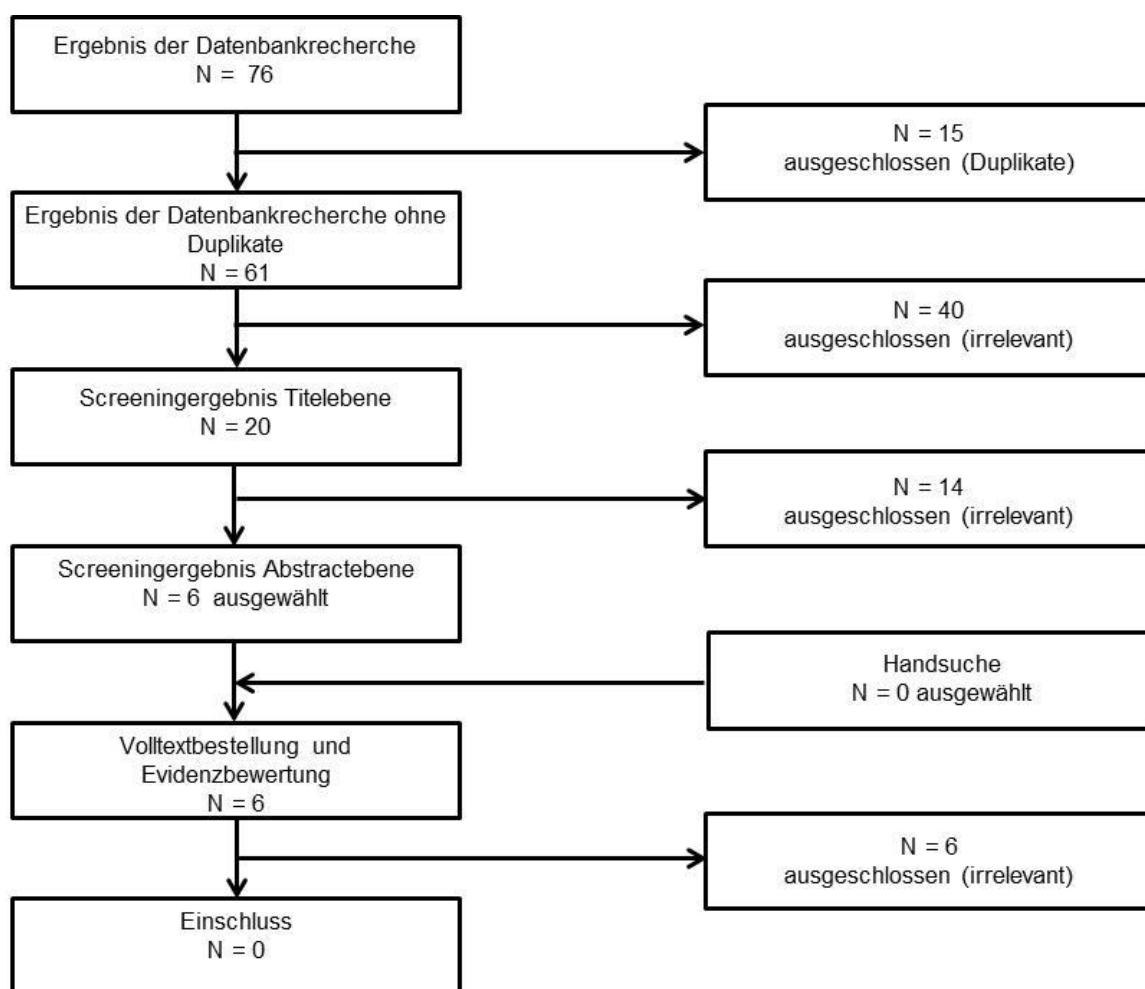 Ergebnis der Datenbankrecherche
N = 76
N = 15
ausgeschlossen (Duplikate)
Ergebnis der Datenbankrecherche ohne
Duplikate
N = 61
N = 40
ausgeschlossen (irrelevant)
Screeningergebnis Titelebene
N = 20
N = 14
ausgeschlossen (irrelevant)
Screeningergebnis Abstractebene
N = 6 ausgewählt
Handsuche
N = 0 ausgewählt
Volltextbestellung und
Evidenzbewertung
N = 6
N = 6
ausgeschlossen (irrelevant)
Einschluss
N = 0